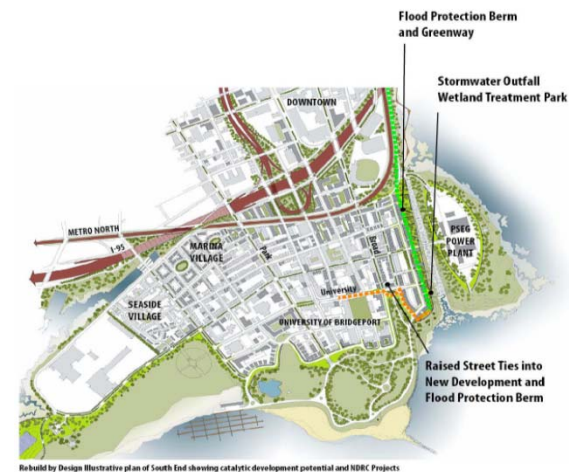 Flood Protection Berm
and Greenway
Stormwater Outfall
Wetland Treatment Park
DOWNTOWN
METRO NORTH
I-95
MARINA
VILLAGE
Park
Broad
PSEG
POWER
PLANT
SEASIDE
VILLAGE
University
UNIVERSITY OF BRIDGEPORT
Raised Street Ties into
New Development and
Flood Protection Berm
Rebuild by Design Illustrative plan of South End showing catalytic development potential and NDRC Projects